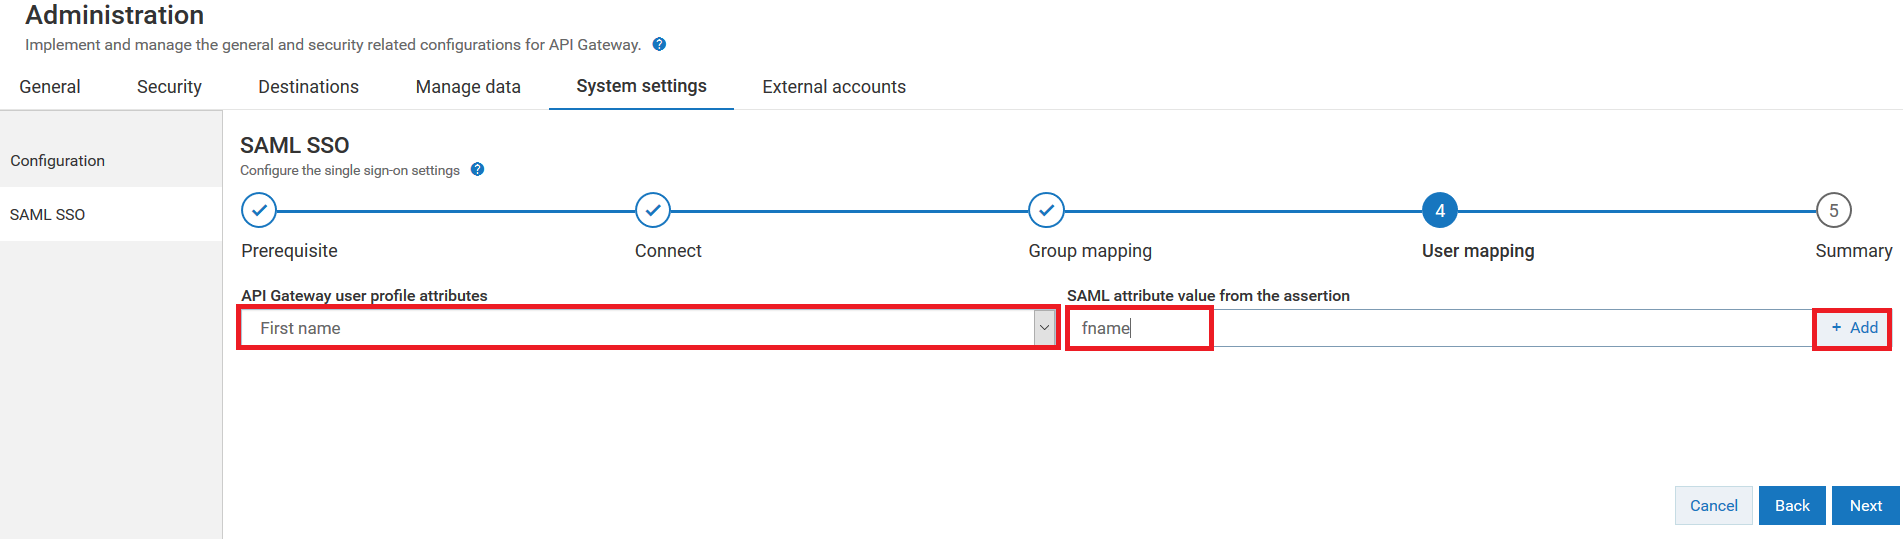 Administration
Implement and manage the general and security related configurations for API Gateway. ?
General Security Destinations Manage data System settings External accounts
Configuration
SAML SSO
SAML SSO
Configure the single sign-on settings ?
4 5
Prerequisite Connect Group mapping User mapping Summary
API Gateway user profile attributes SAML attribute value from the assertion
First name fname + Add
Cancel Back Next